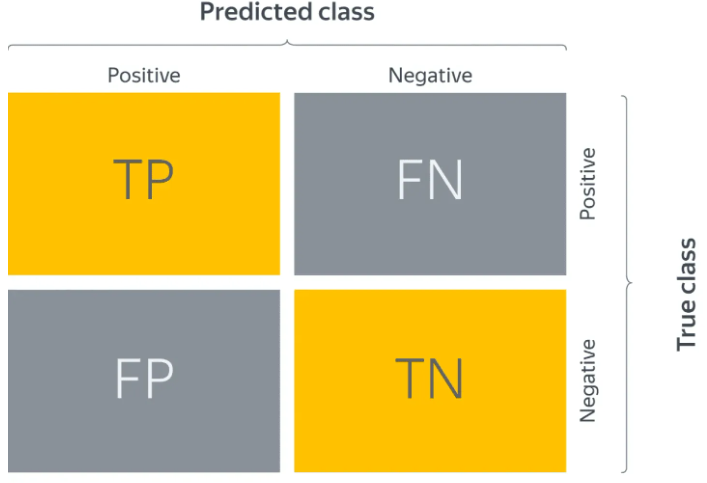 Predicted class
Positive
Negative
TP
FN
Positive
FP
TN
Negative
True class